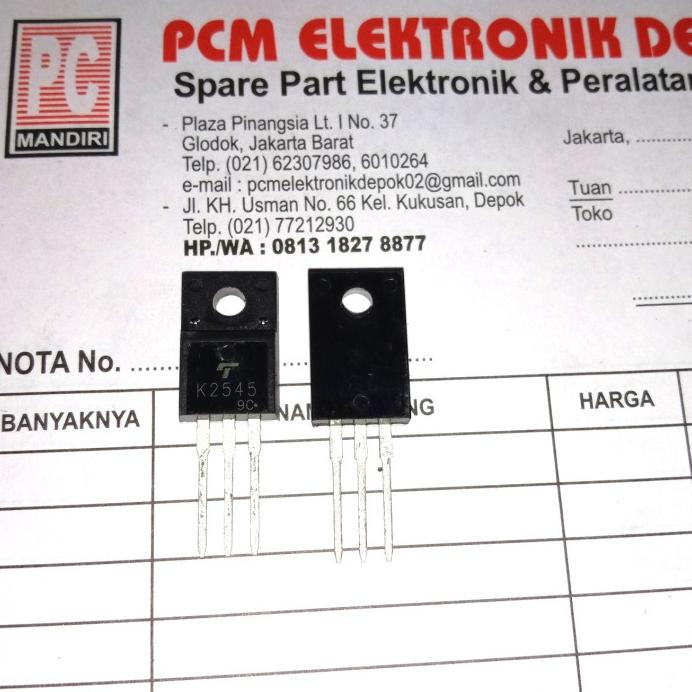 PC
MANDIRI
PCM ELEKTRONIK DE
Spare Part Elektronik & Peralatan
- Plaza Pinangsia Lt. I No. 37
Glodok, Jakarta Barat
Telp. (021) 62307986, 6010264
e-mail : pcmelektronikdepok02@gmail.com
- Jl. KH. Usman No. 66 Kel. Kukusan, Depok
Telp. (021) 77212930
HP./WA : 0813 1827 8877
Jakarta, ..........
Tuan ..........
Toko
NOTA No. ..........
T
K2545
9C
BANYAKNYA
NAM
NG
HARGA